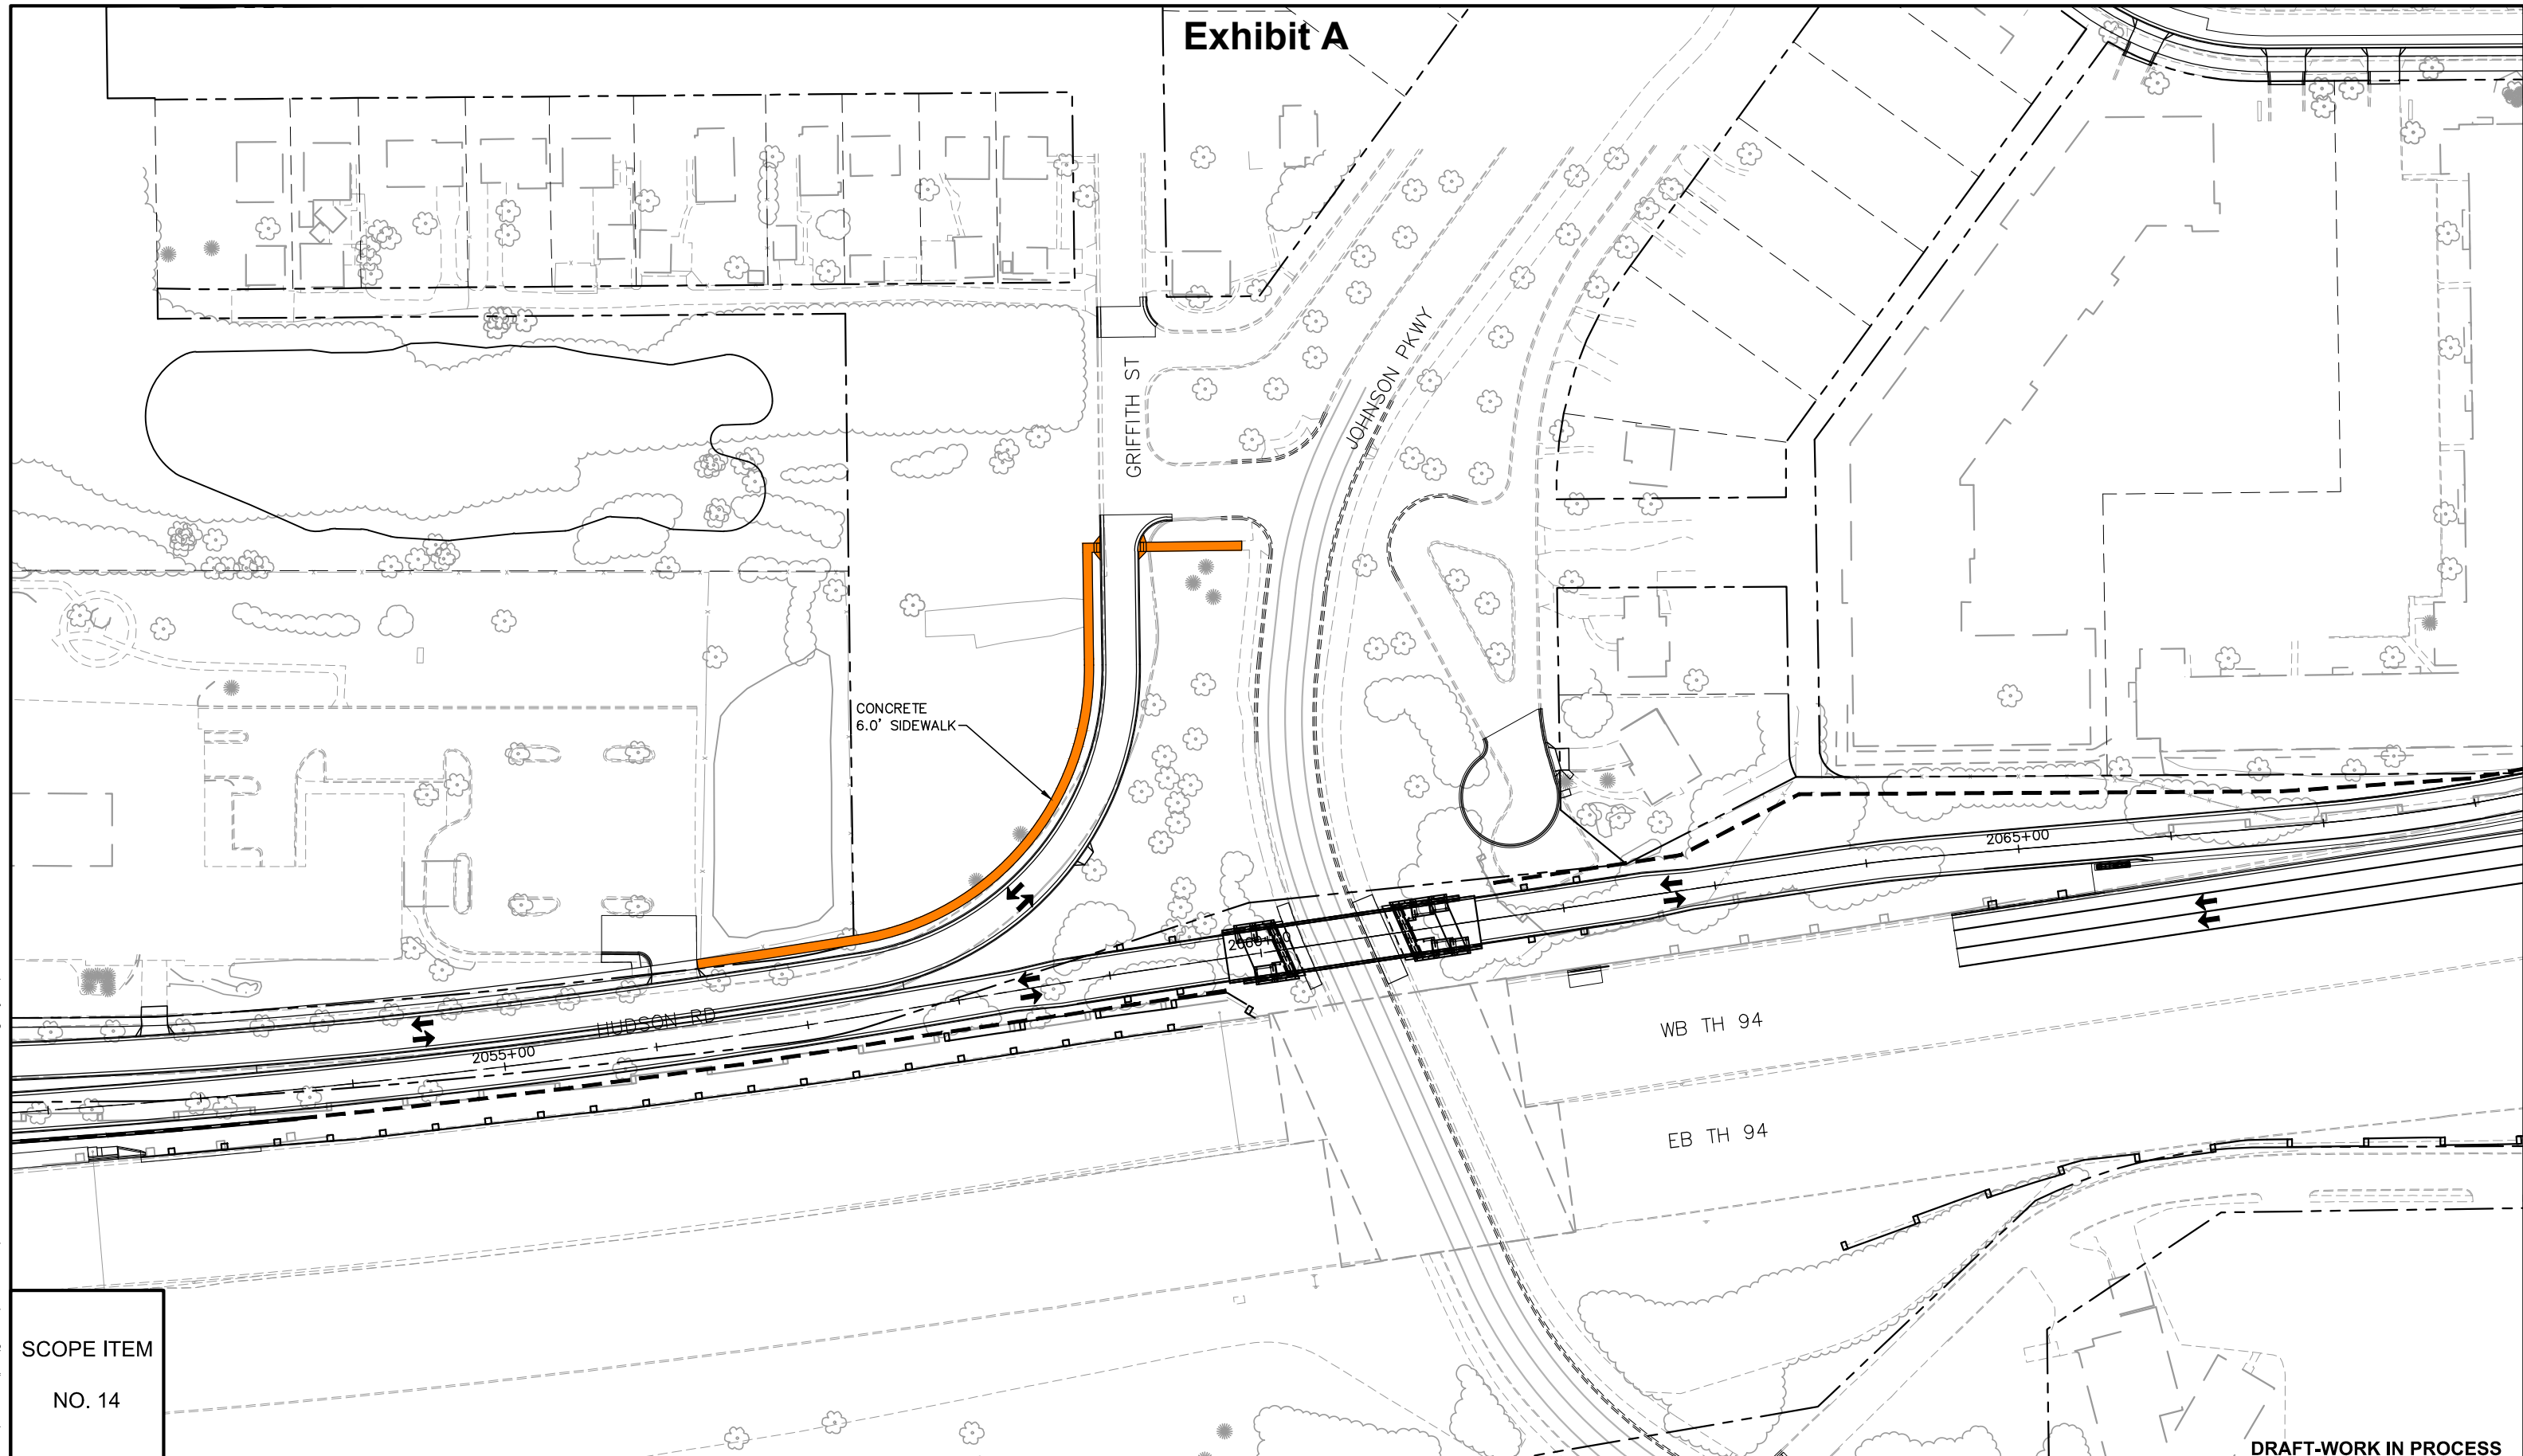 Exhibit A
GRIFFITH ST
JOHNSON PKWY
CONCRETE
6.0' SIDEWALK
2065+00
HUDSON RD
2055+00
WB TH 94
EB TH 94
SCOPE ITEM
NO. 14
DRAFT-WORK IN PROCESS